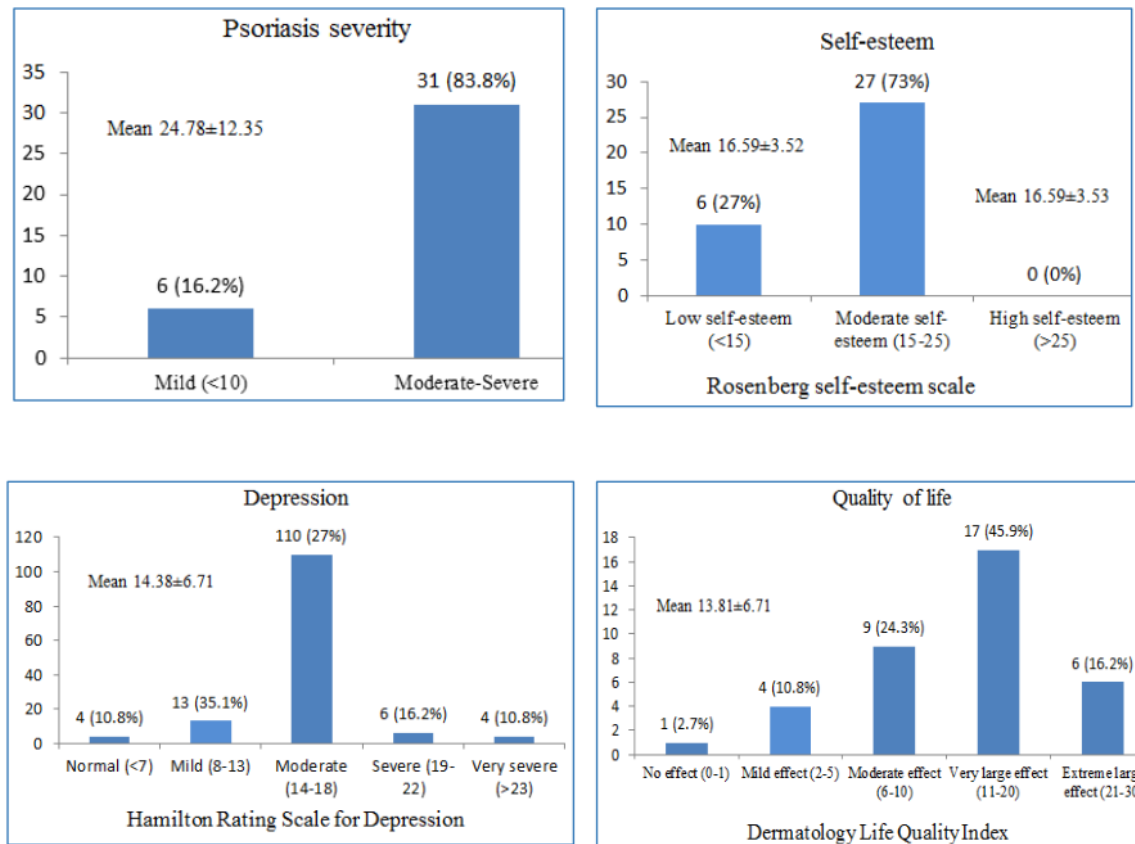 Psoriasis severity
35
30
25
20
15
10
5
0
31 (83.8%)
Mean 24.78±12.35
6 (16.2%)
Mild (<10)
Moderate-Severe
Self-esteem
30
25
20
15
10
5
0
27 (73%)
Mean 16.59±3.52
6 (27%)
Mean 16.59±3.53
0 (0%)
Low self-esteem
(<15)
Moderate self-
esteem (15-25)
High self-esteem
(>25)
Rosenberg self-esteem scale
Depression
120
100
80
60
40
20
0
110 (27%)
Mean 14.38±6.71
4 (10.8%)
13 (35.1%)
6 (16.2%)
4 (10.8%)
Normal (<7)
Mild (8-13)
Moderate
(14-18)
Severe (19-
22)
Very severe
(>23)
Hamilton Rating Scale for Depression
Quality of life
18
16
14
12
10
8
6
4
2
0
17 (45.9%)
Mean 13.81±6.71
9 (24.3%)
6 (16.2%)
4 (10.8%)
1 (2.7%)
No effect (0-1)
Mild effect (2-5)
Moderate effect
(6-10)
Very large effect
(11-20)
Extreme larg
effect (21-30
Dermatology Life Quality Index